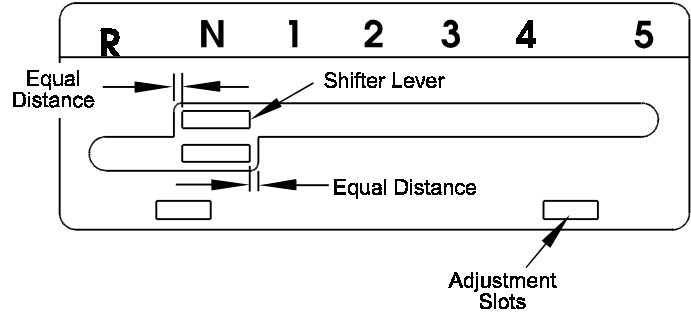 R N 1 2 3 4 5
Equal
Distance
Shifter Lever
Equal Distance
Adjustment
Slots